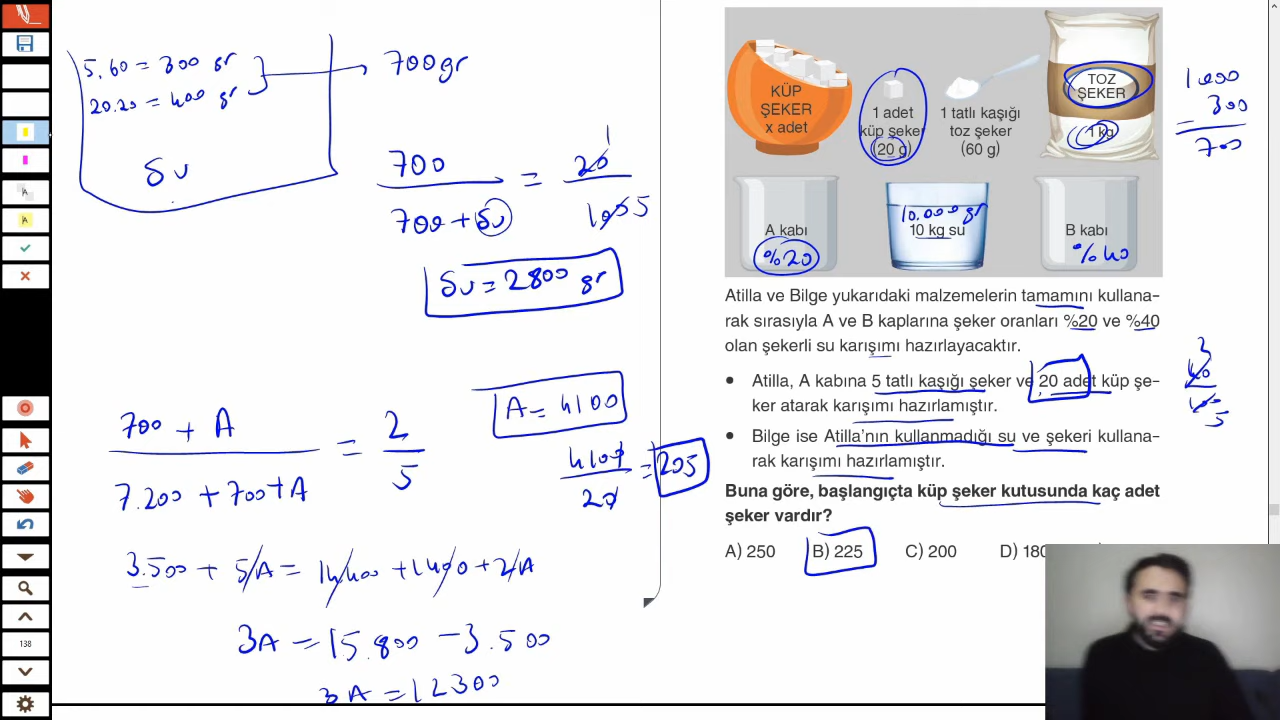 5.60 = 300 gr
20.20 = 400 gr
700gr
Su
700 / 700 + Su = 20 / 100 1 5
Su = 2800 gr
700 + A / 7.200 + 700 + A = 2 / 5
A = 4100
4100 / 20 = 205
3.500 + 5A = 14400 + 1400 + 2A
3A = 15.800 - 3.500
3A = 12300
KÜP
ŞEKER
x adet
1 adet
küp şeker
(20 g)
1 tatlı kaşığı
toz şeker
(60 g)
TOZ
ŞEKER
1 kg
1000
- 300
700
A kabı
%20
10.000 gr
10 kg su
B kabı
%40
Atilla ve Bilge yukarıdaki malzemelerin tamamını kullana-
rak sırasıyla A ve B kaplarına şeker oranları %20 ve %40
olan şekerli su karışımı hazırlayacaktır.
• Atilla, A kabına 5 tatlı kaşığı şeker ve 20 adet küp şe-
ker atarak karışımı hazırlamıştır.
• Bilge ise Atilla'nın kullanmadığı su ve şekeri kullana-
rak karışımı hazırlamıştır.
Buna göre, başlangıçta küp şeker kutusunda kaç adet
şeker vardır?
A) 250 B) 225 C) 200 D) 180
138